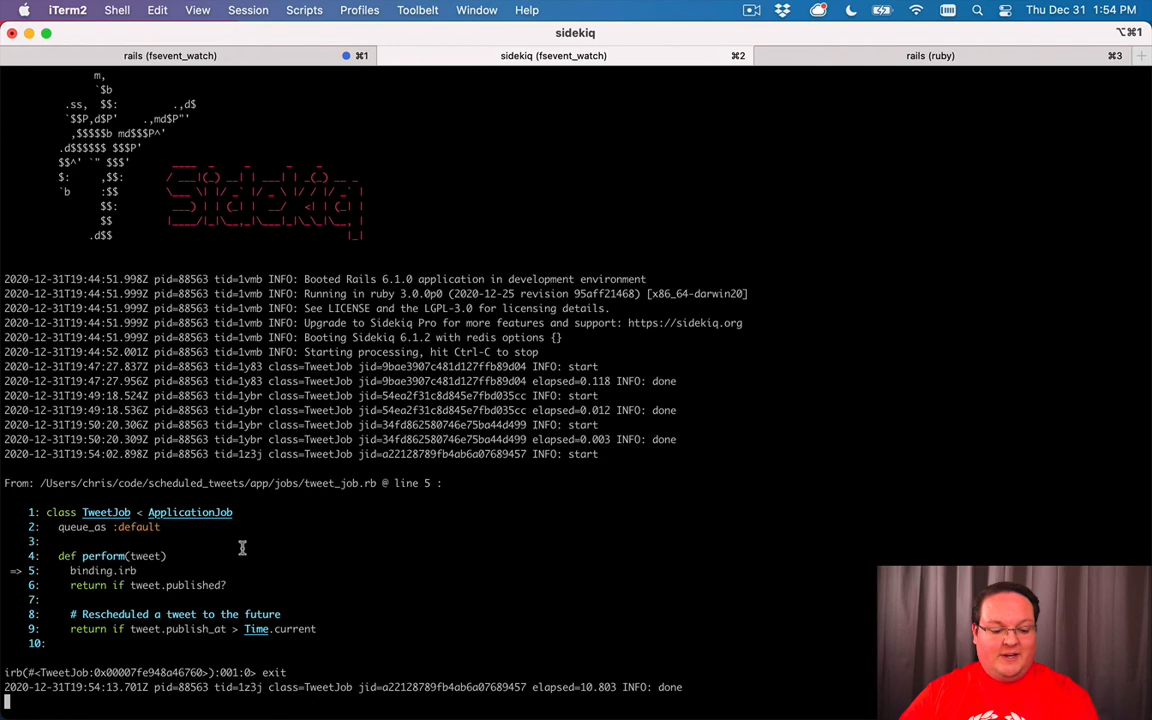 iTerm2 Shell Edit View Session Scripts Profiles Toolbelt Window Help Thu Dec 31 1:54 PM
sidekiq ⌥⌘1
rails (fsevent_watch) ⌘1 sidekiq (fsevent_watch) ⌘2 rails (ruby) ⌘3
m,
`$b
.ss, $$: .,d$
`$$P,d$P' .,md$P"'
,$$$$$b md$$$P^'
.d$$$$$$ $$$P'
$$^' `" $$$'
$: ,$$:
`b :$$
$$:
$$
.d$$
Sidekiq
2020-12-31T19:44:51.998Z pid=88563 tid=1vmb INFO: Booted Rails 6.1.0 application in development environment
2020-12-31T19:44:51.999Z pid=88563 tid=1vmb INFO: Running in ruby 3.0.0p0 (2020-12-25 revision 95aff21468) [x86_64-darwin20]
2020-12-31T19:44:51.999Z pid=88563 tid=1vmb INFO: See LICENSE and the LGPL-3.0 for licensing details.
2020-12-31T19:44:51.999Z pid=88563 tid=1vmb INFO: Upgrade to Sidekiq Pro for more features and support: https://sidekiq.org
2020-12-31T19:44:51.999Z pid=88563 tid=1vmb INFO: Booting Sidekiq 6.1.2 with redis options {}
2020-12-31T19:44:52.001Z pid=88563 tid=1vmb INFO: Starting processing, hit Ctrl-C to stop
2020-12-31T19:47:27.837Z pid=88563 tid=1y83 class=TweetJob jid=9bae3907c481d127ffb89d04 INFO: start
2020-12-31T19:47:27.956Z pid=88563 tid=1y83 class=TweetJob jid=9bae3907c481d127ffb89d04 elapsed=0.118 INFO: done
2020-12-31T19:49:18.524Z pid=88563 tid=1ybr class=TweetJob jid=54ea2f31c8d845e7fbd035cc INFO: start
2020-12-31T19:49:18.536Z pid=88563 tid=1ybr class=TweetJob jid=54ea2f31c8d845e7fbd035cc elapsed=0.012 INFO: done
2020-12-31T19:50:20.306Z pid=88563 tid=1ybr class=TweetJob jid=34fd862580746e75ba44d499 INFO: start
2020-12-31T19:50:20.309Z pid=88563 tid=1ybr class=TweetJob jid=34fd862580746e75ba44d499 elapsed=0.003 INFO: done
2020-12-31T19:54:02.898Z pid=88563 tid=1z3j class=TweetJob jid=a22128789fb4ab6a07689457 INFO: start
From: /Users/chris/code/scheduled_tweets/app/jobs/tweet_job.rb @ line 5 :
1: class TweetJob < ApplicationJob
2: queue_as :default
3:
4: def perform(tweet)
=> 5: binding.irb
6: return if tweet.published?
7:
8: # Rescheduled a tweet to the future
9: return if tweet.publish_at > Time.current
10:
irb(#<TweetJob:0x00007fe948a46760>):001:0> exit
2020-12-31T19:54:13.701Z pid=88563 tid=1z3j class=TweetJob jid=a22128789fb4ab6a07689457 elapsed=10.803 INFO: done